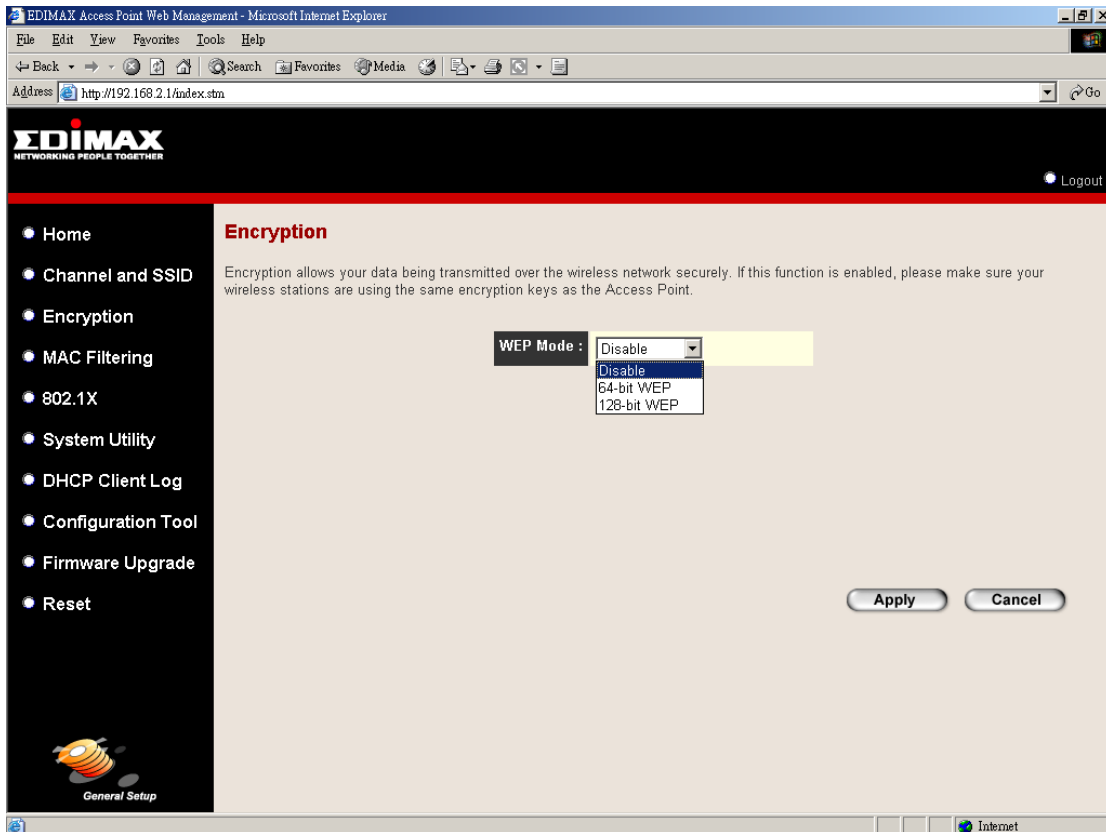 EDIMAX Access Point Web Management - Microsoft Internet Explorer
File Edit View Favorites Tools Help
Back Search Favorites Media
Address http://192.168.2.1/index.stm Go
EDIMAX
NETWORKING PEOPLE TOGETHER
Logout
Home
Channel and SSID
Encryption
MAC Filtering
802.1X
System Utility
DHCP Client Log
Configuration Tool
Firmware Upgrade
Reset
General Setup
Encryption
Encryption allows your data being transmitted over the wireless network securely. If this function is enabled, please make sure your
wireless stations are using the same encryption keys as the Access Point.
WEP Mode : Disable
Disable
64-bit WEP
128-bit WEP
Apply Cancel
Internet